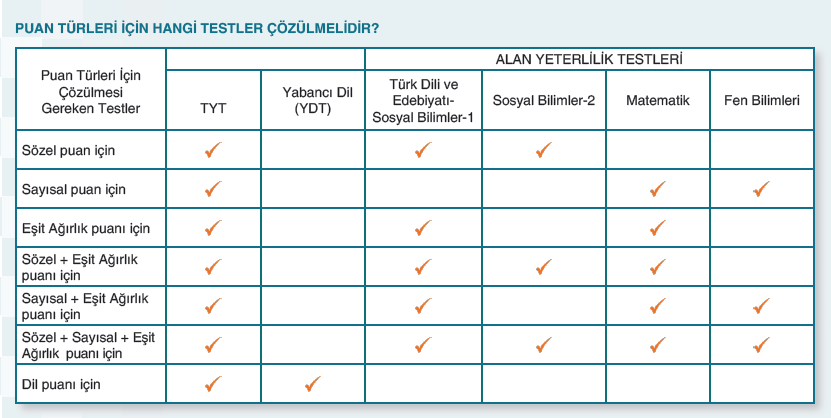 PUAN TÜRLERİ İÇİN HANGİ TESTLER ÇÖZÜLMELİDİR?
Puan Türleri İçin
Çözülmesi
Gereken Testler
ALAN YETERLİLİK TESTLERİ
TYT
Yabancı Dil
(YDT)
Türk Dili ve
Edebiyatı-
Sosyal Bilimler-1
Sosyal Bilimler-2
Matematik
Fen Bilimleri
Sözel puan için
Sayısal puan için
Eşit Ağırlık puanı için
Sözel + Eşit Ağırlık
puanı için
Sayısal + Eşit Ağırlık
puanı için
Sözel + Sayısal + Eşit
Ağırlık puanı için
Dil puanı için